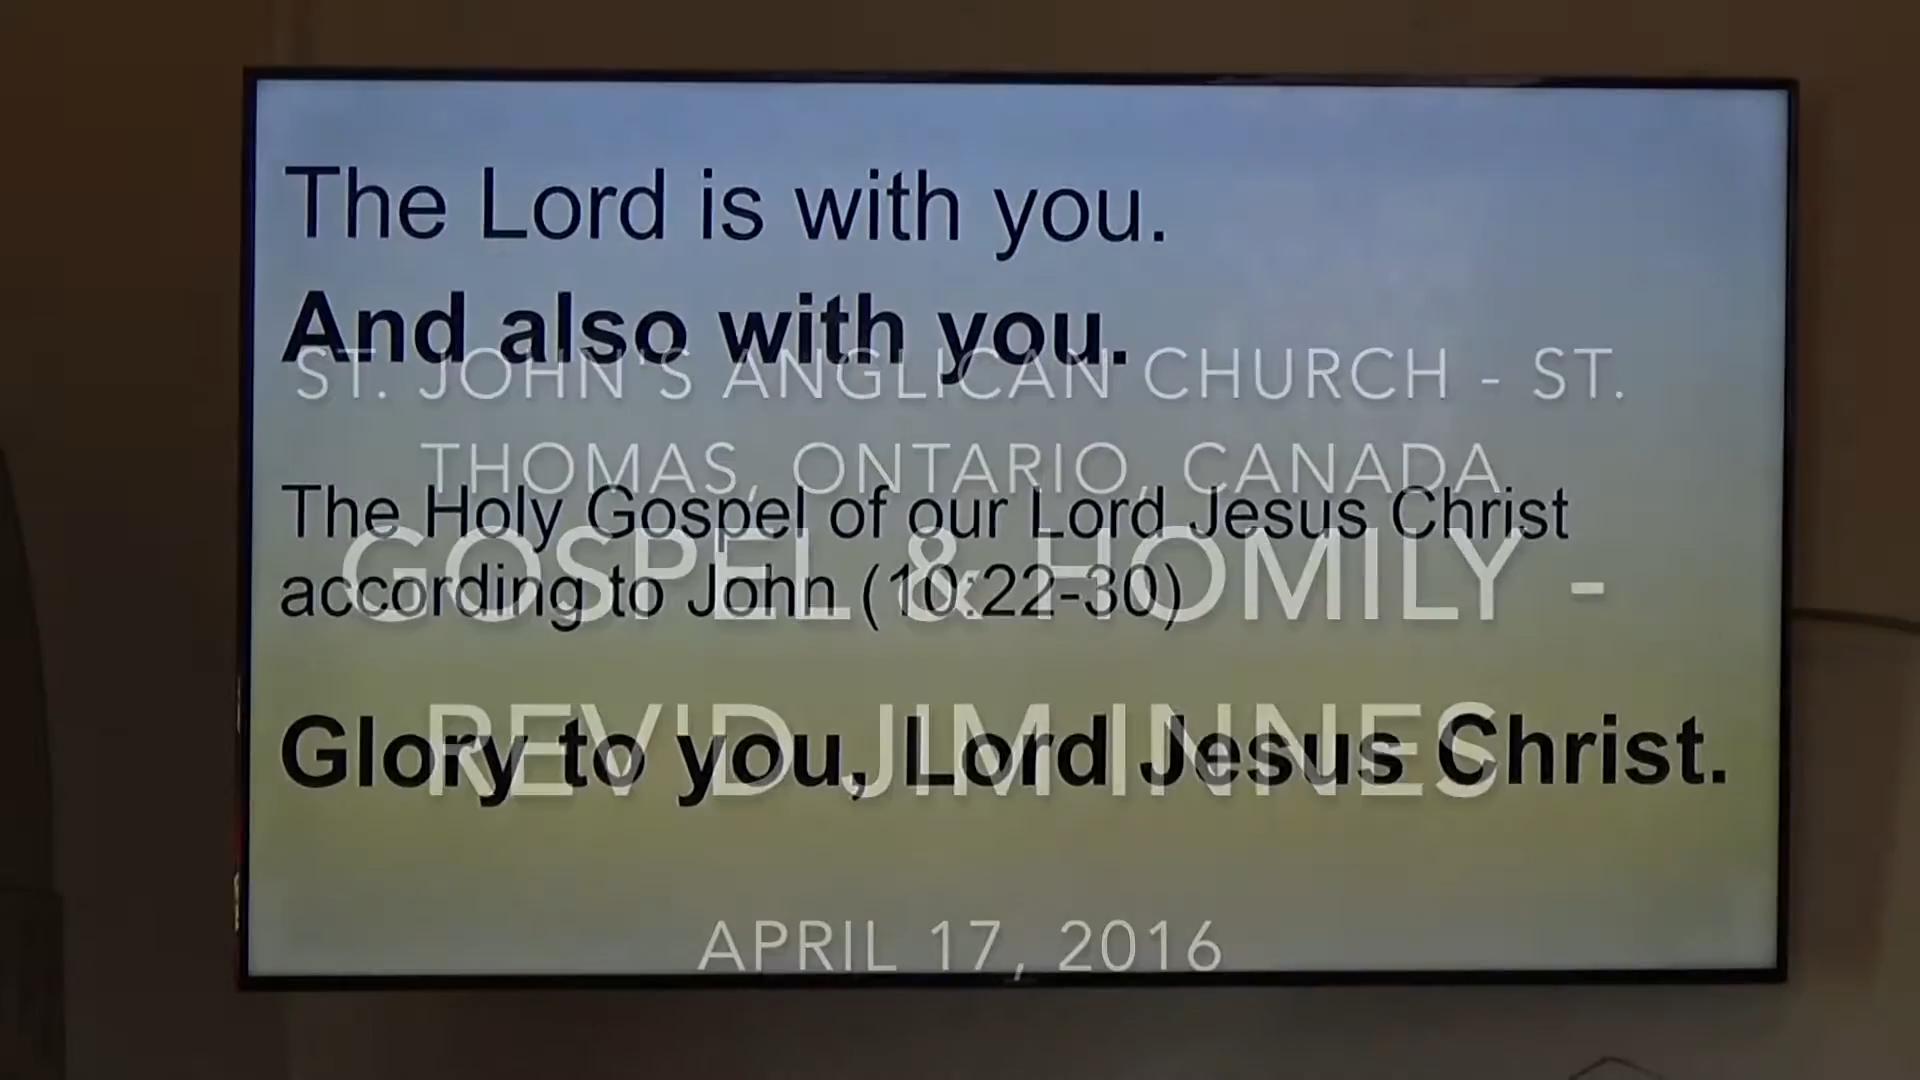 The Lord is with you.
And also with you.
ST. JOHN'S ANGLICAN CHURCH - ST.
THOMAS, ONTARIO, CANADA
The Holy Gospel of our Lord Jesus Christ
according to John (10:22-30)
GOSPEL & HOMILY -
REV'D JIM INNES
Glory to you, Lord Jesus Christ.
APRIL 17, 2016